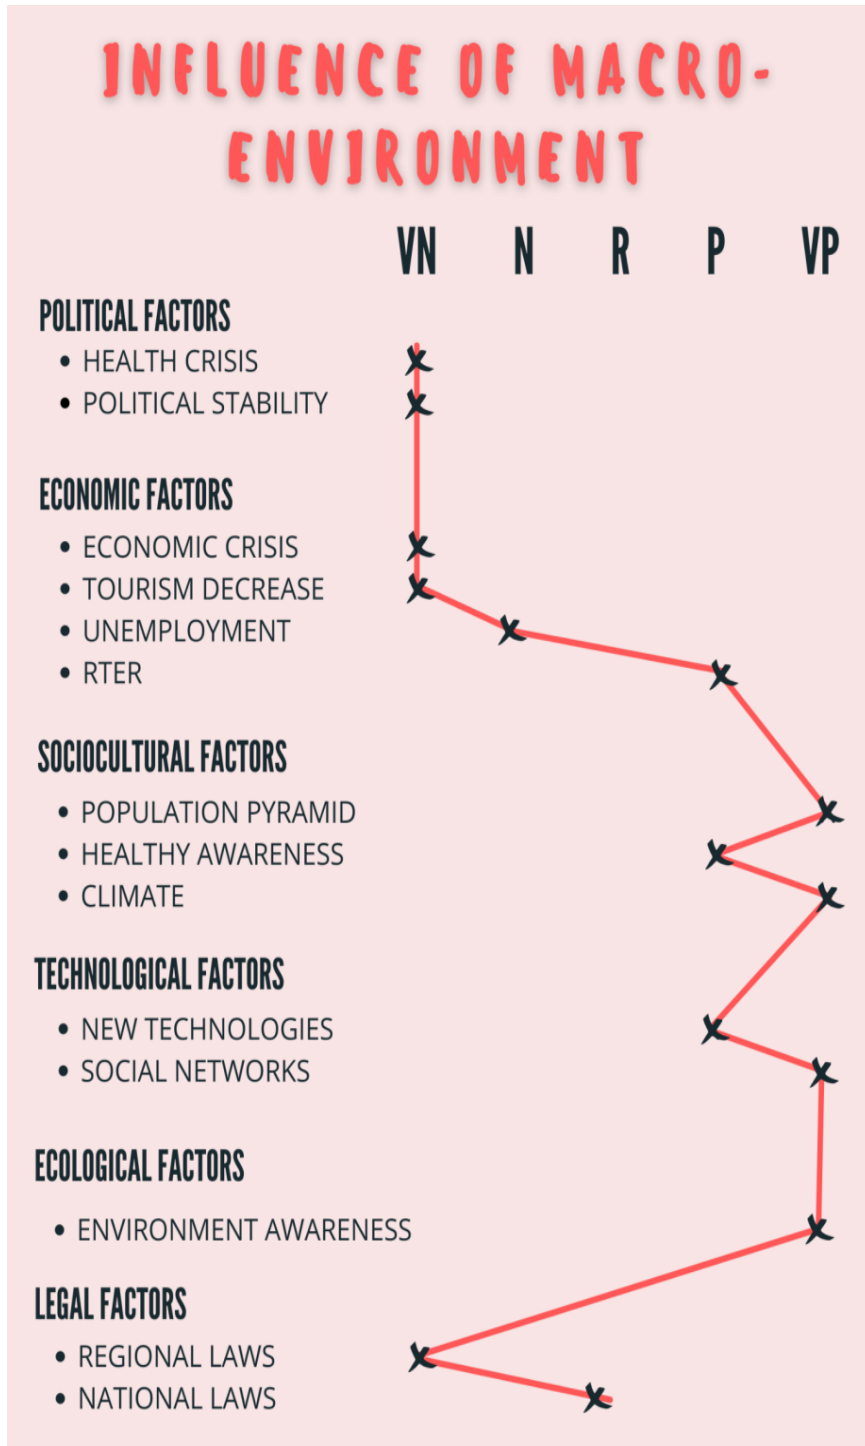 INFLUENCE OF MACRO-
ENVIRONMENT
VN N R P VP
POLITICAL FACTORS
• HEALTH CRISIS
• POLITICAL STABILITY
ECONOMIC FACTORS
• ECONOMIC CRISIS
• TOURISM DECREASE
• UNEMPLOYMENT
• RTER
SOCIOCULTURAL FACTORS
• POPULATION PYRAMID
• HEALTHY AWARENESS
• CLIMATE
TECHNOLOGICAL FACTORS
• NEW TECHNOLOGIES
• SOCIAL NETWORKS
ECOLOGICAL FACTORS
• ENVIRONMENT AWARENESS
LEGAL FACTORS
• REGIONAL LAWS
• NATIONAL LAWS